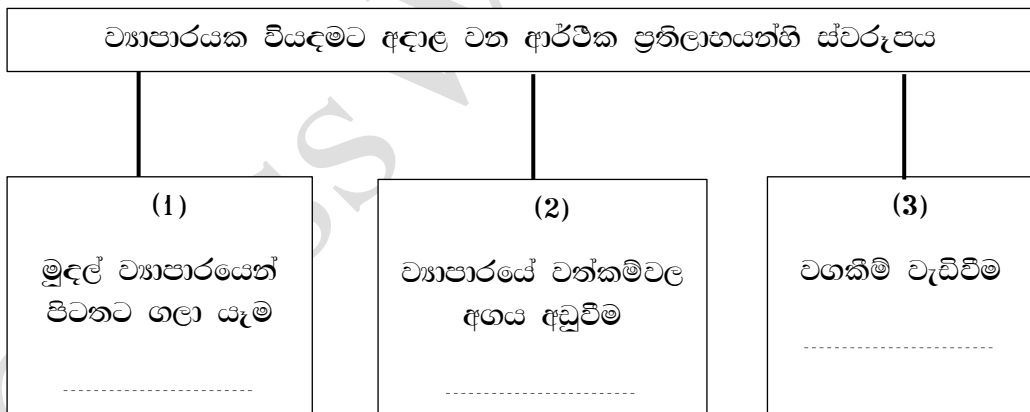 ව්‍යාපාරයක වියදමට අදාළ වන ආර්ථික ප්‍රතිලාභයන්හි ස්වරූපය
(1)
මුදල් ව්‍යාපාරයෙන්
පිටතට ගලා යෑම
(2)
ව්‍යාපාරයේ වත්කම්වල
අගය අඩුවීම
(3)
වගකීම් වැඩිවීම